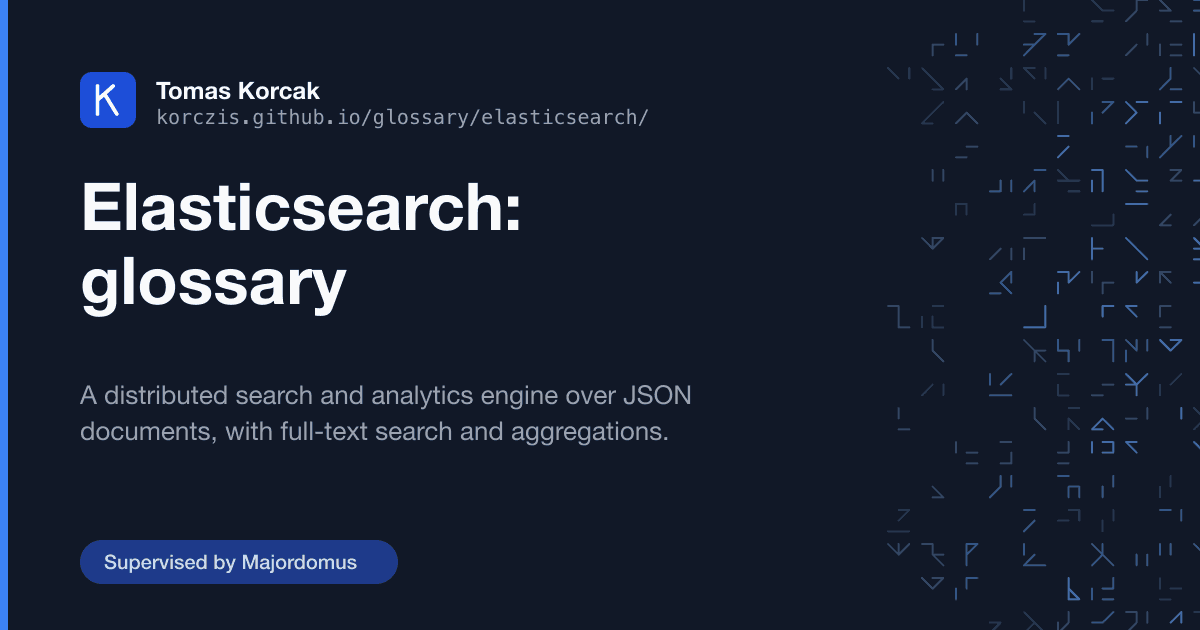 K
Tomas Korcak
korczis.github.io/glossary/elasticsearch/
Elasticsearch:
glossary
A distributed search and analytics engine over JSON
documents, with full-text search and aggregations.
Supervised by Majordomus